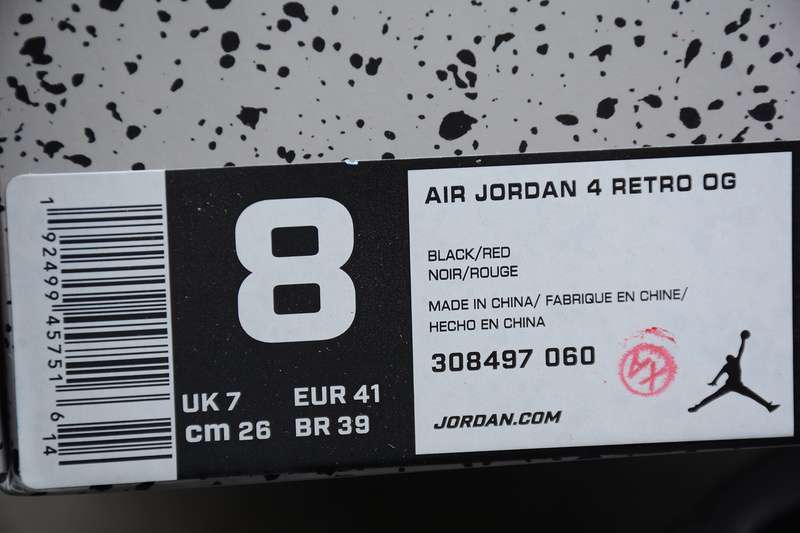 1 92499 45751 6 14
8
UK 7 EUR 41
cm 26 BR 39
AIR JORDAN 4 RETRO OG
BLACK/RED
NOIR/ROUGE
MADE IN CHINA/ FABRIQUE EN CHINE/
HECHO EN CHINA
308497 060
JORDAN.COM